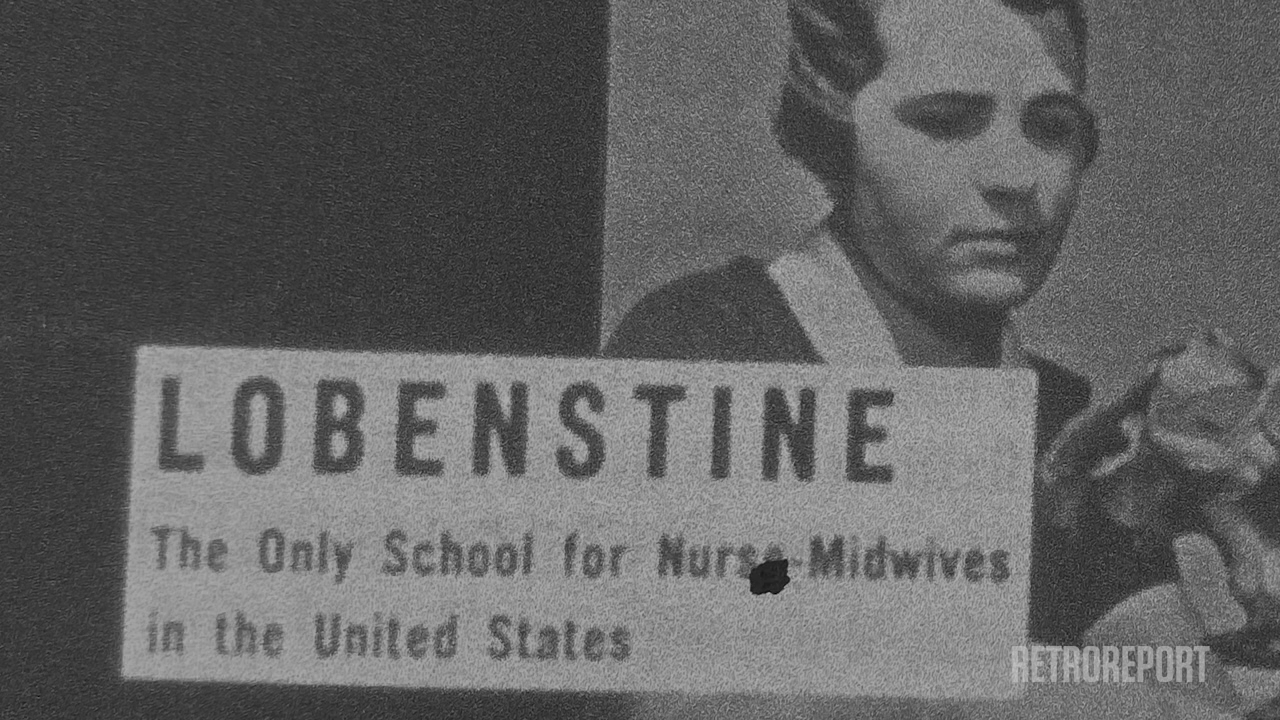 LOBENSTINE
The Only School for Nurse-Midwives
in the United States
RETROREPORT